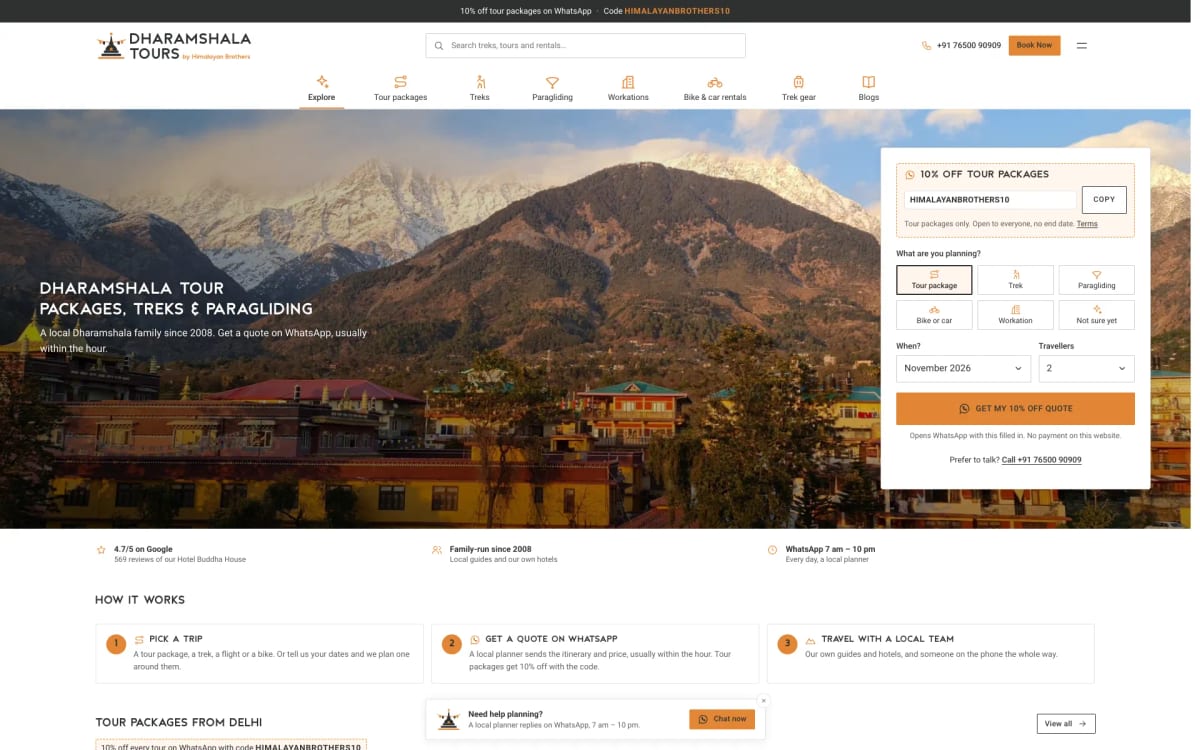 10% off tour packages on WhatsApp · Code HIMALAYANBROTHERS10
DHARAMSHALA
TOURS by Himalayan Brothers
Search treks, tours and rentals...
+91 76500 90909
Book Now
Explore
Tour packages
Treks
Paragliding
Workations
Bike & car rentals
Trek gear
Blogs
DHARAMSHALA TOUR
PACKAGES, TREKS & PARAGLIDING
A local Dharamshala family since 2008. Get a quote on WhatsApp, usually
within the hour.
10% OFF TOUR PACKAGES
HIMALAYANBROTHERS10
COPY
Tour packages only. Open to everyone, no end date. Terms
What are you planning?
Tour package
Trek
Paragliding
Bike or car
Workation
Not sure yet
When?
Travellers
November 2026
2
GET MY 10% OFF QUOTE
Opens WhatsApp with this filled in. No payment on this website.
Prefer to talk? Call +91 76500 90909
4.7/5 on Google
569 reviews of our Hotel Buddha House
Family-run since 2008
Local guides and our own hotels
WhatsApp 7 am – 10 pm
Every day, a local planner
HOW IT WORKS
1
PICK A TRIP
A tour package, a trek, a flight or a bike. Or tell us your dates and we plan one
around them.
2
GET A QUOTE ON WHATSAPP
A local planner sends the itinerary and price, usually within the hour. Tour
packages get 10% off with the code.
3
TRAVEL WITH A LOCAL TEAM
Our own guides and hotels, and someone on the phone the whole way.
Need help planning?
A local planner replies on WhatsApp, 7 am – 10 pm.
Chat now
TOUR PACKAGES FROM DELHI
View all
10% off every tour on WhatsApp with code HIMALAYANBROTHERS10